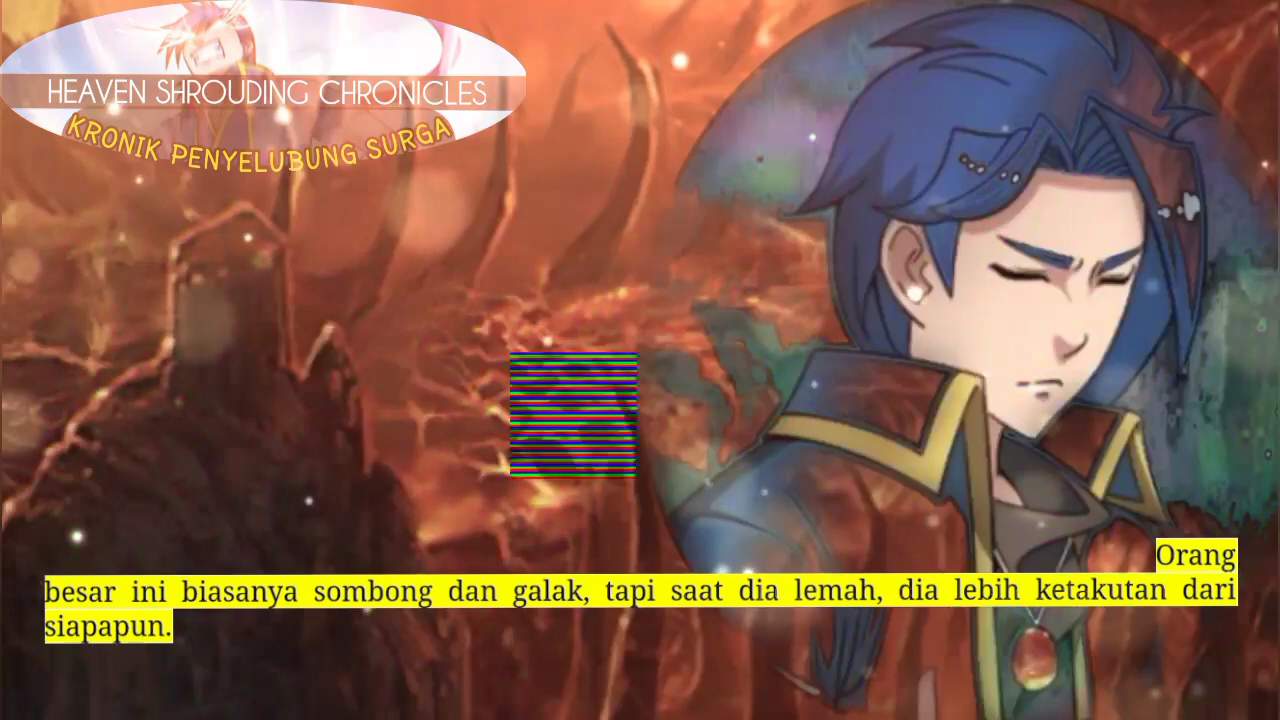 HEAVEN SHROUDING CHRONICLES
KRONIK PENYELUBUNG SURGA
Orang
besar ini biasanya sombong dan galak, tapi saat dia lemah, dia lebih ketakutan dari
siapapun.